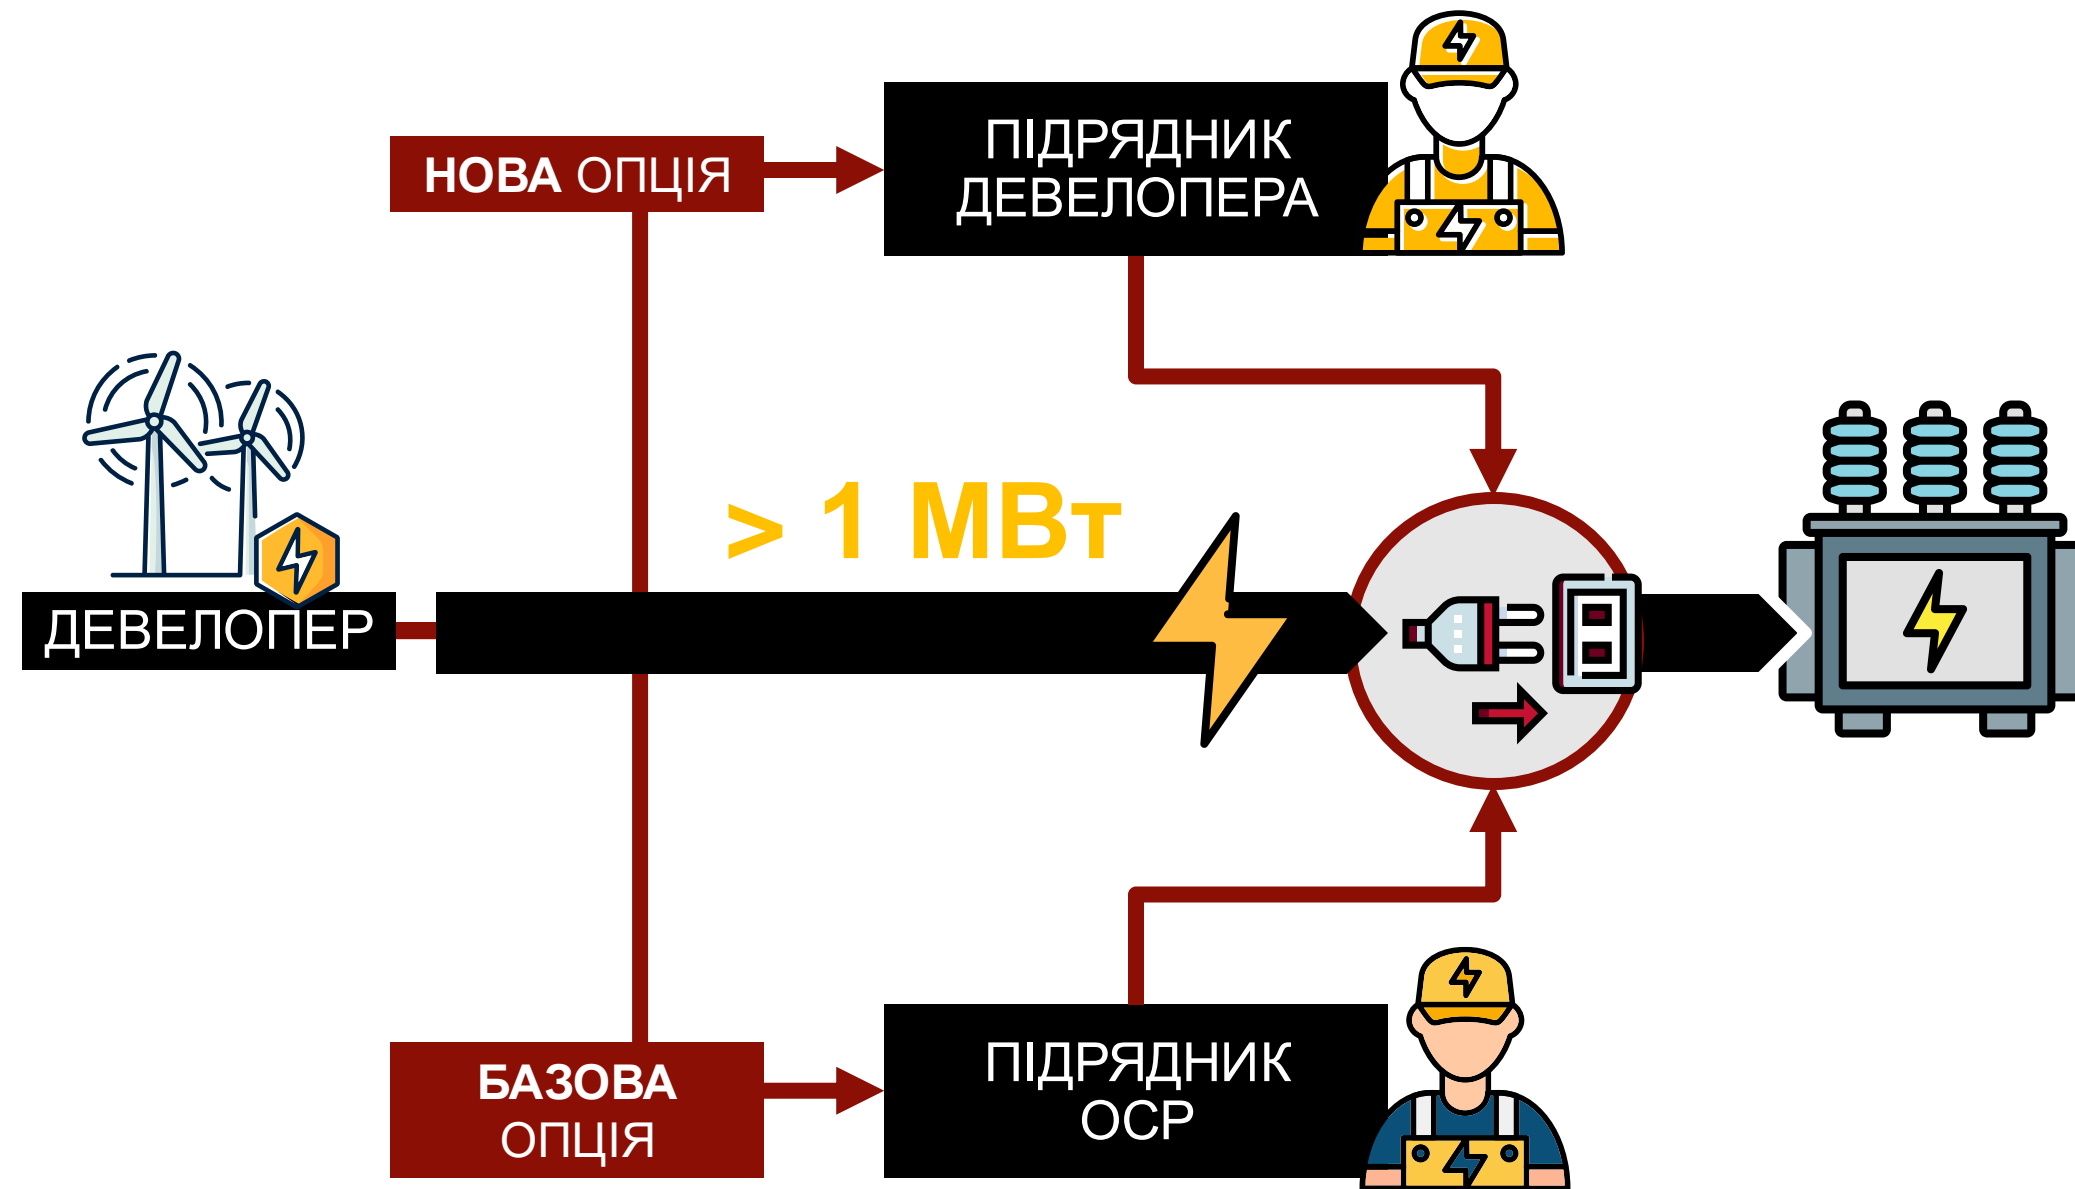 НОВА ОПЦІЯ
ПІДРЯДНИК
ДЕВЕЛОПЕРА
> 1 МВт
ДЕВЕЛОПЕР
БАЗОВА
ОПЦІЯ
ПІДРЯДНИК
ОСР